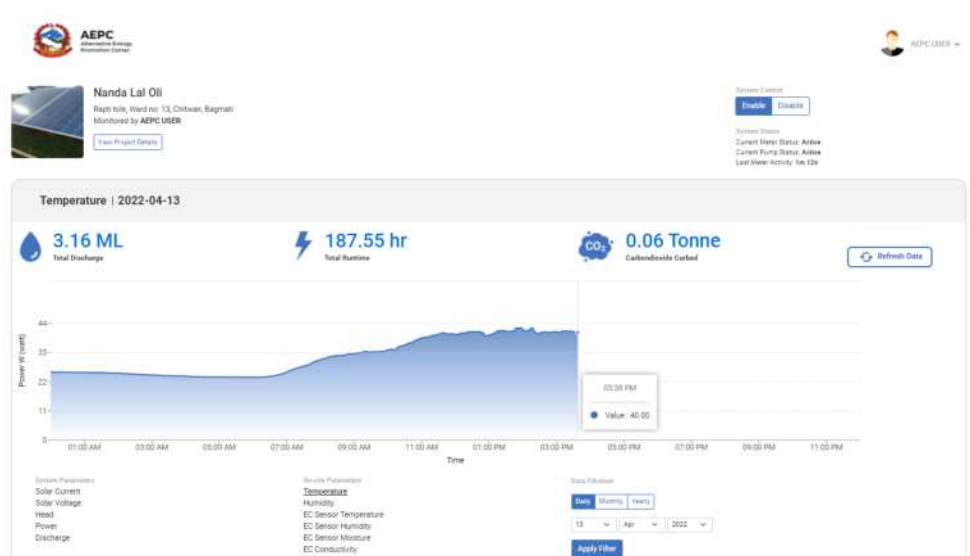 AEPC
Alternative Energy
Promotion Center
AEPC USER
Nanda Lal Oli
Rapti tole, Ward no: 13, Chitwan, Bagmati
Monitored by AEPC USER
View Project Details
System Control
Enable Disable
System Status
Current Meter Status: Active
Current Pump Status: Active
Last Meter Activity: 1m 12s
Temperature | 2022-04-13
3.16 ML
Total Discharge
187.55 hr
Total Runtime
CO₂
0.06 Tonne
Carbondioxide Curbed
Refresh Data
Power W (watt)
44
33
22
11
0
01:00 AM 03:00 AM 05:00 AM 07:00 AM 09:00 AM 11:00 AM 01:00 PM 03:00 PM 05:00 PM 07:00 PM 09:00 PM 11:00 PM
Time
03:38 PM
Value : 40.00
System Parameters
Solar Current
Solar Voltage
Head
Power
Discharge
On-site Parameters
Temperature
Humidity
EC Sensor Temperature
EC Sensor Humidity
EC Sensor Moisture
EC Conductivity
Data Filtration
Daily Monthly Yearly
13 Apr 2022
Apply Filter